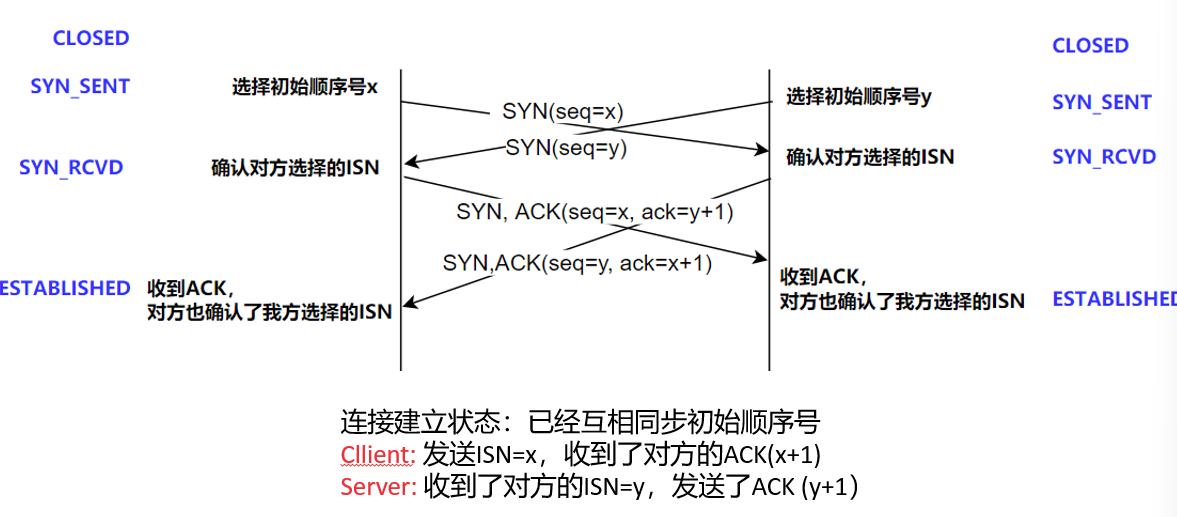 CLOSED
CLOSED
SYN_SENT
选择初始顺序号x
选择初始顺序号y
SYN_SENT
SYN(seq=x)
SYN(seq=y)
SYN_RCVD
确认对方选择的ISN
确认对方选择的ISN
SYN_RCVD
SYN, ACK(seq=x, ack=y+1)
SYN,ACK(seq=y, ack=x+1)
ESTABLISHED
收到ACK，
对方也确认了我方选择的ISN
收到ACK，
对方也确认了我方选择的ISN
ESTABLISHED
连接建立状态：已经互相同步初始顺序号
Cllient: 发送ISN=x，收到了对方的ACK(x+1)
Server: 收到了对方的ISN=y，发送了ACK (y+1)